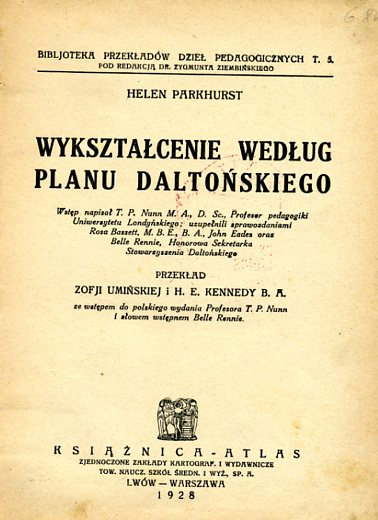 BIBLJOTEKA PRZEKŁADÓW DZIEŁ PEDAGOGICZNYCH T. 5.
POD REDAKCJĄ DR. ZYGMUNTA ZIEMBIŃSKIEGO
HELEN PARKHURST
WYKSZTAŁCENIE WEDŁUG
PLANU DALTOŃSKIEGO
Wstęp napisał T. P. Nunn M. A., D. Sc., Profesor pedagogiki
Uniwersytetu Londyńskiego; uzupełnili sprawozdaniami
Rosa Bassett, M. B. E., B. A., John Eades oraz
Belle Rennie, Honorowa Sekretarka
Stowarzyszenia Daltońskiego
PRZEKŁAD
ZOFJI UMIŃSKIEJ i H. E. KENNEDY B. A.
ze wstępem do polskiego wydania Profesora T. P. Nunn
i słowem wstępnem Belle Rennie.
KSIĄŻNICA-ATLAS
ZJEDNOCZONE ZAKŁADY KARTOGRAF. I WYDAWNICZE
TOW. NAUCZ. SZKÓŁ ŚREDN. I WYŻ., SP. A.
LWÓW — WARSZAWA
1928